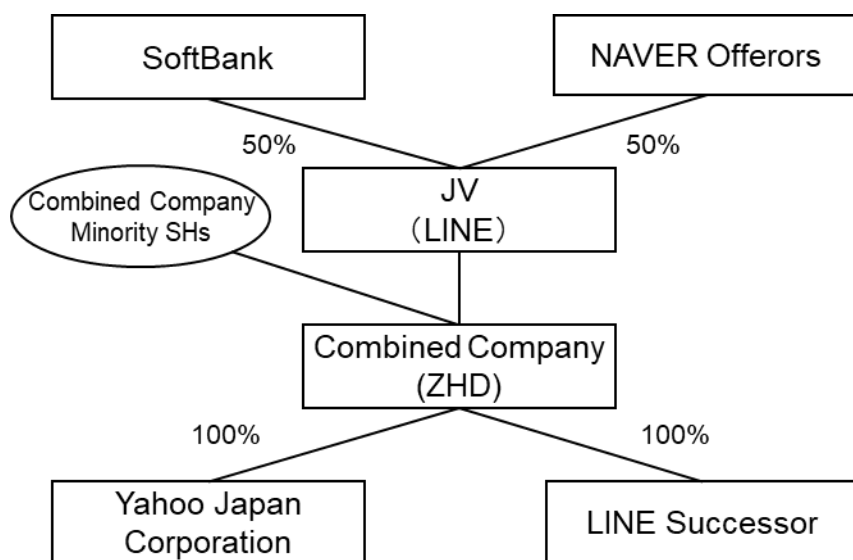 SoftBank
NAVER Offerors
50%
50%
Combined Company
Minority SHs
JV
（LINE）
Combined Company
(ZHD)
100%
100%
Yahoo Japan
Corporation
LINE Successor